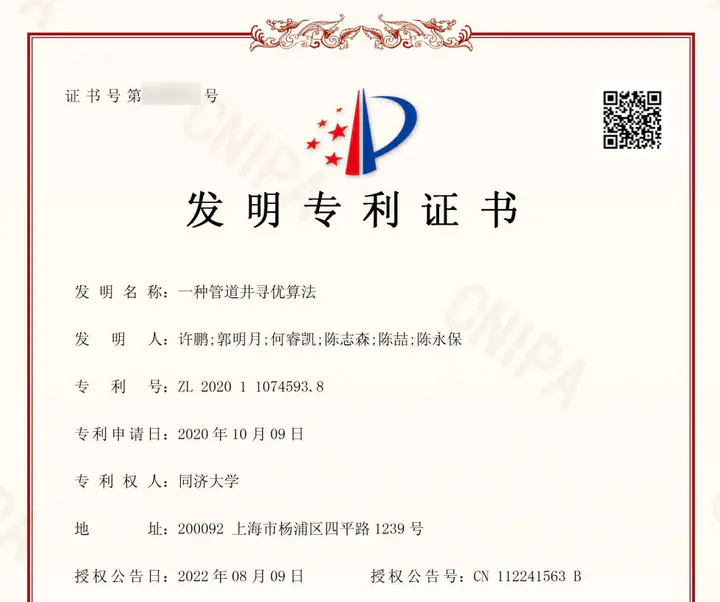 证书号第 号
发明专利证书
发明名称：一种管道井寻优算法
发明人：许鹏;郭明月;何睿凯;陈志森;陈喆;陈永保
专利号：ZL 2020 1 1074593.8
专利申请日：2020年10月09日
专利权人：同济大学
地址：200092 上海市杨浦区四平路1239号
授权公告日：2022年08月09日 授权公告号：CN 112241563 B
CNIPA
CNIPA